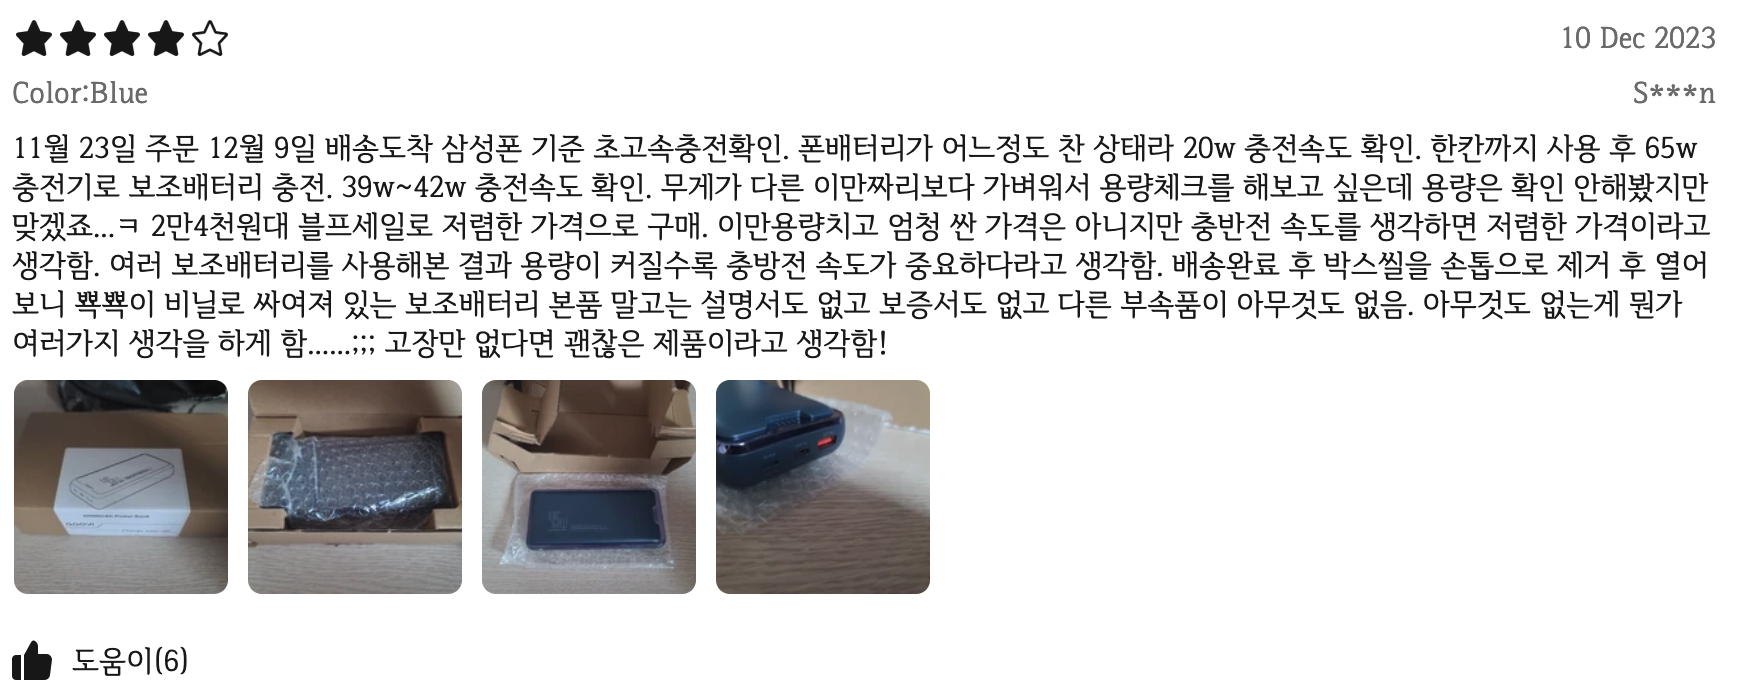 10 Dec 2023
Color:Blue
S***n
11월 23일 주문 12월 9일 배송도착 삼성폰 기준 초고속충전확인. 폰배터리가 어느정도 찬 상태라 20w 충전속도 확인. 한칸까지 사용 후 65w
충전기로 보조배터리 충전. 39w~42w 충전속도 확인. 무게가 다른 이만짜리보다 가벼워서 용량체크를 해보고 싶은데 용량은 확인 안해봤지만
맞겠죠...ㅋ 2만4천원대 블프세일로 저렴한 가격으로 구매. 이만용량치고 엄청 싼 가격은 아니지만 충반전 속도를 생각하면 저렴한 가격이라고
생각함. 여러 보조배터리를 사용해본 결과 용량이 커질수록 충방전 속도가 중요하다라고 생각함. 배송완료 후 박스씰을 손톱으로 제거 후 열어
보니 뾱뾱이 비닐로 싸여져 있는 보조배터리 본품 말고는 설명서도 없고 보증서도 없고 다른 부속품이 아무것도 없음. 아무것도 없는게 뭔가
여러가지 생각을 하게 함......;;; 고장만 없다면 괜찮은 제품이라고 생각함!
도움이(6)